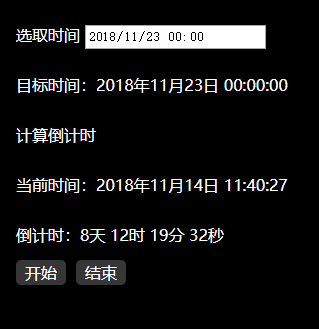 选取时间 2018/11/23 00:00
目标时间：2018年11月23日 00:00:00
计算倒计时
当前时间：2018年11月14日 11:40:27
倒计时：8天 12时 19分 32秒
开始 结束